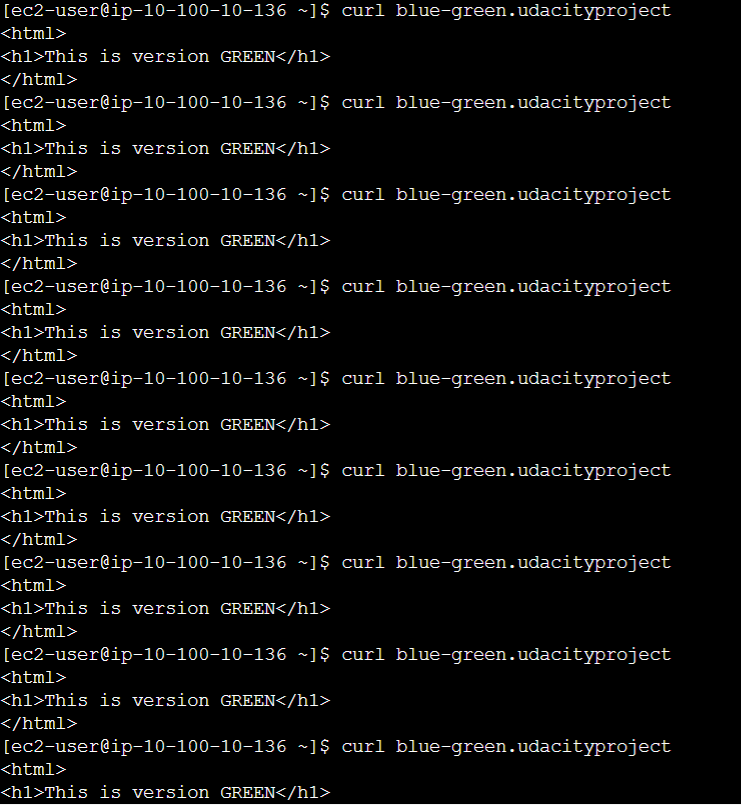 [ec2-user@ip-10-100-10-136 ~]$ curl blue-green.udacityproject
<html>
<h1>This is version GREEN</h1>
</html>
[ec2-user@ip-10-100-10-136 ~]$ curl blue-green.udacityproject
<html>
<h1>This is version GREEN</h1>
</html>
[ec2-user@ip-10-100-10-136 ~]$ curl blue-green.udacityproject
<html>
<h1>This is version GREEN</h1>
</html>
[ec2-user@ip-10-100-10-136 ~]$ curl blue-green.udacityproject
<html>
<h1>This is version GREEN</h1>
</html>
[ec2-user@ip-10-100-10-136 ~]$ curl blue-green.udacityproject
<html>
<h1>This is version GREEN</h1>
</html>
[ec2-user@ip-10-100-10-136 ~]$ curl blue-green.udacityproject
<html>
<h1>This is version GREEN</h1>
</html>
[ec2-user@ip-10-100-10-136 ~]$ curl blue-green.udacityproject
<html>
<h1>This is version GREEN</h1>
</html>
[ec2-user@ip-10-100-10-136 ~]$ curl blue-green.udacityproject
<html>
<h1>This is version GREEN</h1>
</html>
[ec2-user@ip-10-100-10-136 ~]$ curl blue-green.udacityproject
<html>
<h1>This is version GREEN</h1>